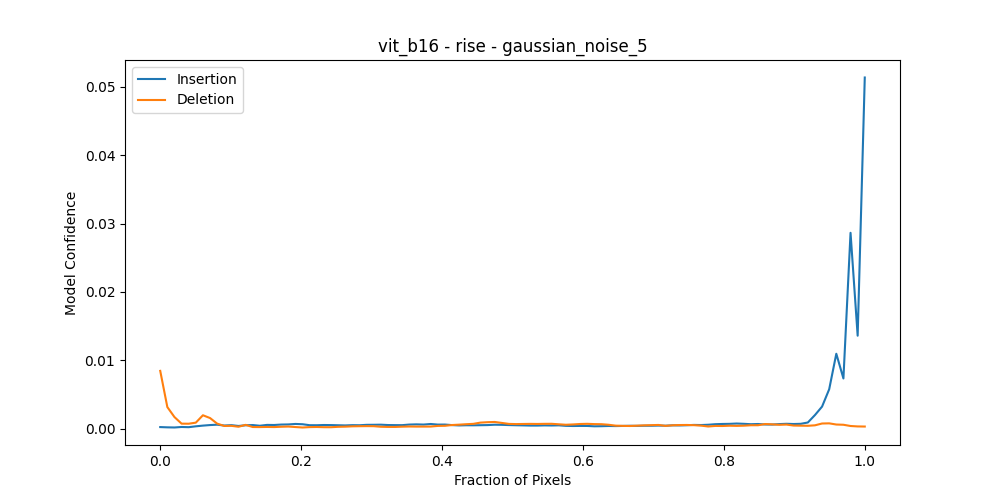 vit_b16 - rise - gaussian_noise_5
Insertion
Deletion
0.05
0.04
0.03
0.02
0.01
0.00
Model Confidence
0.0 0.2 0.4 0.6 0.8 1.0
Fraction of Pixels